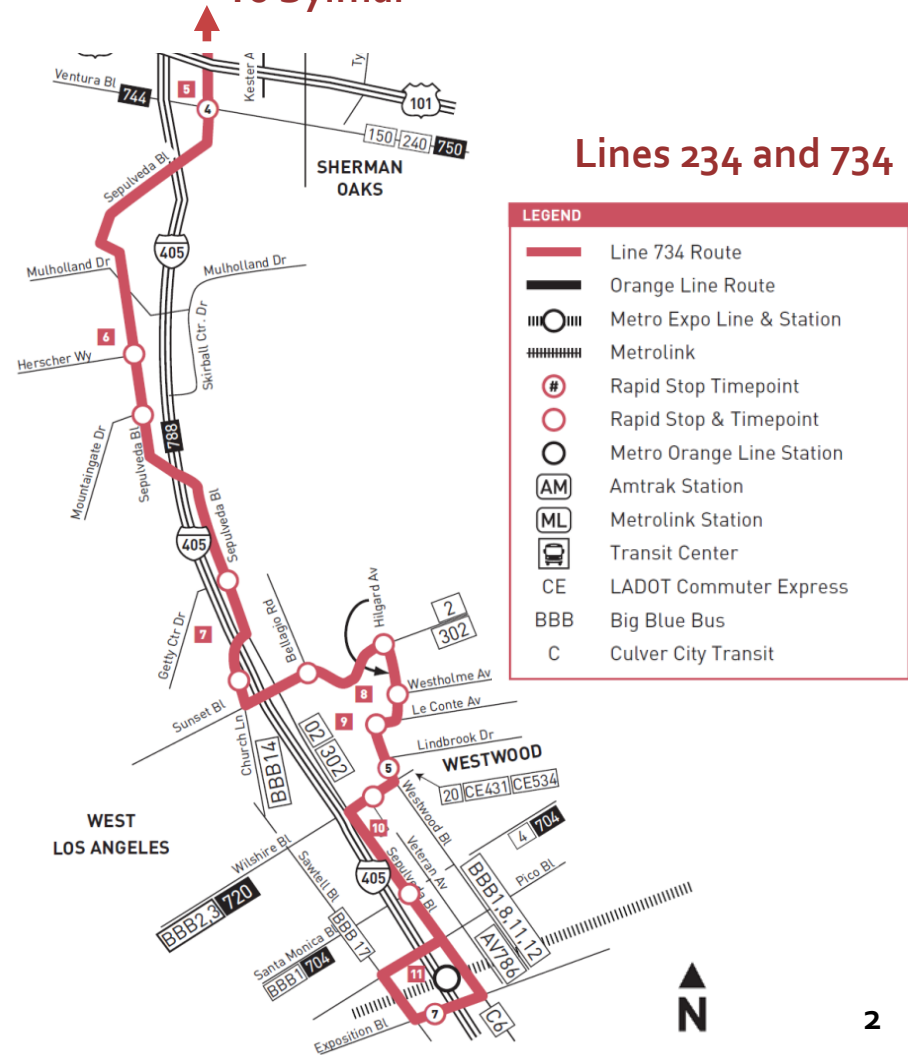 Lines 234 and 734
LEGEND
Line 734 Route
Orange Line Route
Metro Expo Line & Station
Metrolink
# Rapid Stop Timepoint
Rapid Stop & Timepoint
Metro Orange Line Station
AM Amtrak Station
ML Metrolink Station
Transit Center
CE LADOT Commuter Express
BBB Big Blue Bus
C Culver City Transit
Ventura Bl
744
5
4
101
150 240 750
SHERMAN
OAKS
Sepulveda Bl
405
Mulholland Dr
Mulholland Dr
Skirball Ctr. Dr
6
Herscher Wy
Mountaingate Dr
Sepulveda Bl
788
405
Sepulveda Bl
7
Getty Ctr Dr
Bellagio Rd
Hilgard Av
2
302
8
Westholme Av
9
Le Conte Av
Sunset Bl
Church Ln
BBB14
02 302
Lindbrook Dr
WESTWOOD
5
20 CE431 CE534
WEST
LOS ANGELES
Westwood Bl
10
4 704
Wilshire Bl
BBB2,3 720
Sawtell Bl
405
Sepulveda Bl
Veteran Av
Pico Bl
BBB1,8,11,12
BBB 17
AV786
BBB1 704
11
7
Exposition Bl
C6
N
2